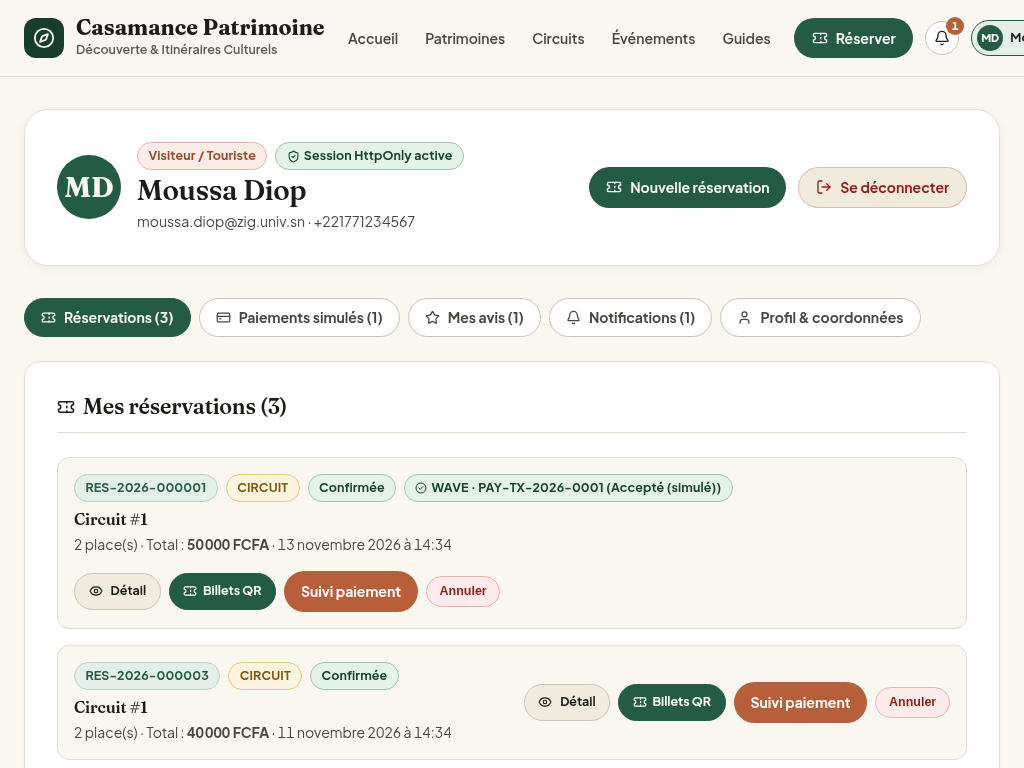 Casamance Patrimoine
Découverte & Itinéraires Culturels
Accueil
Patrimoines
Circuits
Événements
Guides
Réserver
1
MD
Visiteur / Touriste
Session HttpOnly active
MD
Moussa Diop
moussa.diop@zig.univ.sn · +221771234567
Nouvelle réservation
Se déconnecter
Réservations (3)
Paiements simulés (1)
Mes avis (1)
Notifications (1)
Profil & coordonnées
Mes réservations (3)
RES-2026-000001
CIRCUIT
Confirmée
WAVE · PAY-TX-2026-0001 (Accepté (simulé))
Circuit #1
2 place(s) · Total : 50 000 FCFA · 13 novembre 2026 à 14:34
Détail
Billets QR
Suivi paiement
Annuler
RES-2026-000003
CIRCUIT
Confirmée
Circuit #1
2 place(s) · Total : 40 000 FCFA · 11 novembre 2026 à 14:34
Détail
Billets QR
Suivi paiement
Annuler